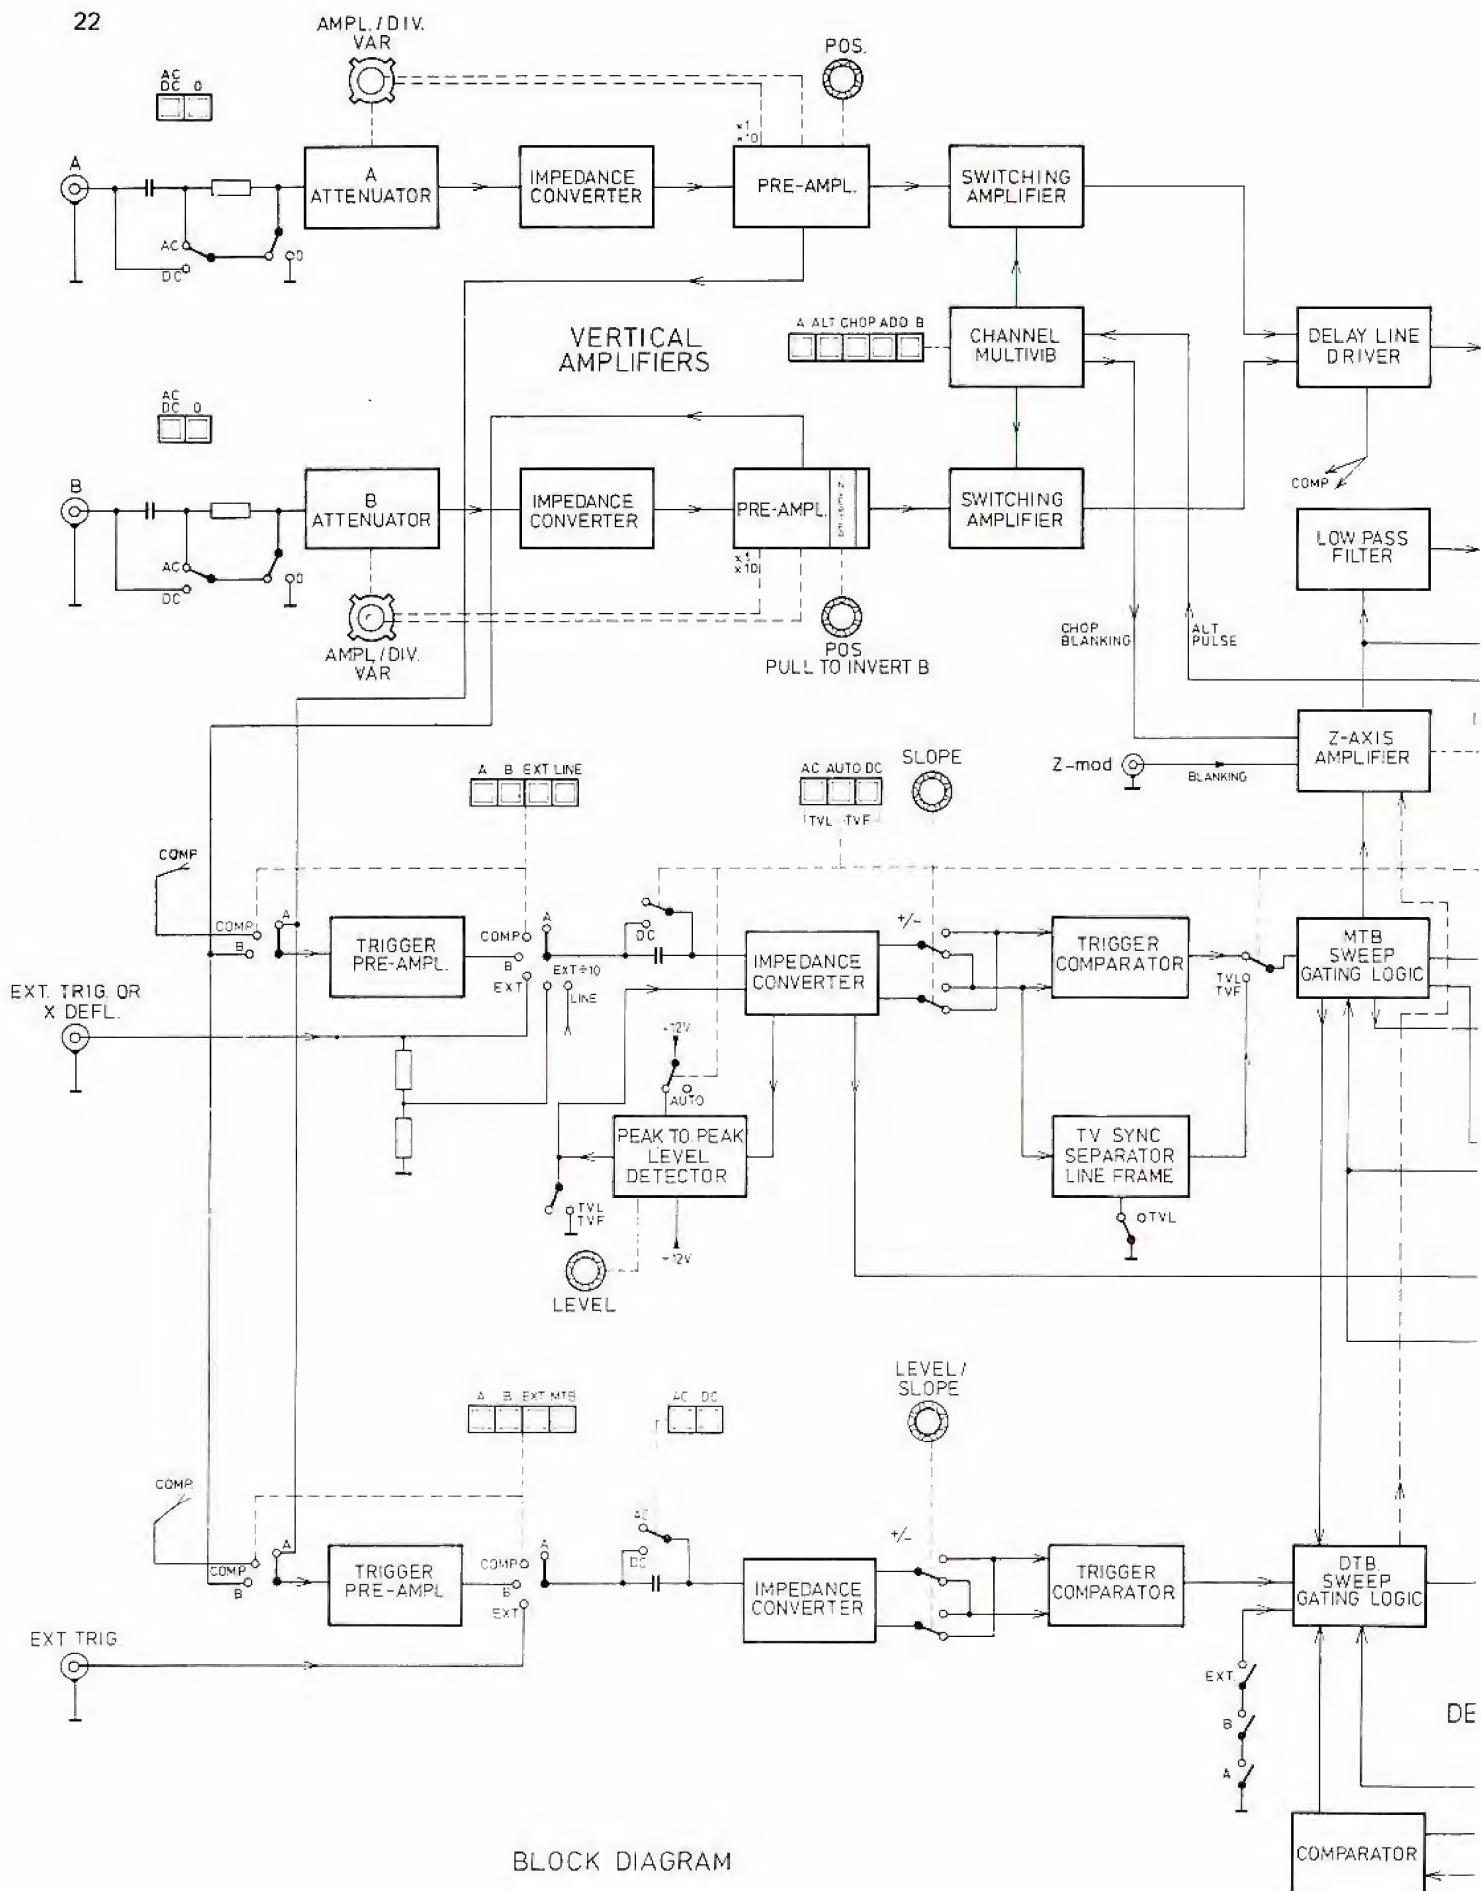 22
AMPL./DIV.
VAR
POS.
AC
DC 0
x1
x10
A
A
ATTENUATOR
IMPEDANCE
CONVERTER
PRE-AMPL.
SWITCHING
AMPLIFIER
AC
DC
0
VERTICAL
AMPLIFIERS
A ALT CHOP ADD B
CHANNEL
MULTIVIB
DELAY LINE
DRIVER
AC
DC 0
COMP
B
B
ATTENUATOR
IMPEDANCE
CONVERTER
PRE-AMPL.
SWITCHING
AMPLIFIER
LOW PASS
FILTER
AC
DC
0
x1
x10
AMPL./DIV.
VAR
POS
PULL TO INVERT B
CHOP
BLANKING
ALT
PULSE
Z-AXIS
AMPLIFIER
Z-mod
BLANKING
A B EXT LINE
AC AUTO DC
TVL TVF
SLOPE
COMP
COMP
B
A
TRIGGER
PRE-AMPL.
COMP
B
EXT
A
EXT÷10
LINE
DC
IMPEDANCE
CONVERTER
+/-
TRIGGER
COMPARATOR
TVL
TVF
MTB
SWEEP
GATING LOGIC
EXT. TRIG. OR
X DEFL.
-12V
AUTO
PEAK TO PEAK
LEVEL
DETECTOR
TV SYNC
SEPARATOR
LINE FRAME
TVL
TVF
TVL
-12V
LEVEL
A B EXT MTB
AC DC
LEVEL/
SLOPE
COMP.
COMP
B
A
TRIGGER
PRE-AMPL
COMP
B
EXT
A
AC
DC
IMPEDANCE
CONVERTER
+/-
TRIGGER
COMPARATOR
DTB.
SWEEP
GATING LOGIC
EXT TRIG
EXT.
B
A
DE
COMPARATOR
BLOCK DIAGRAM